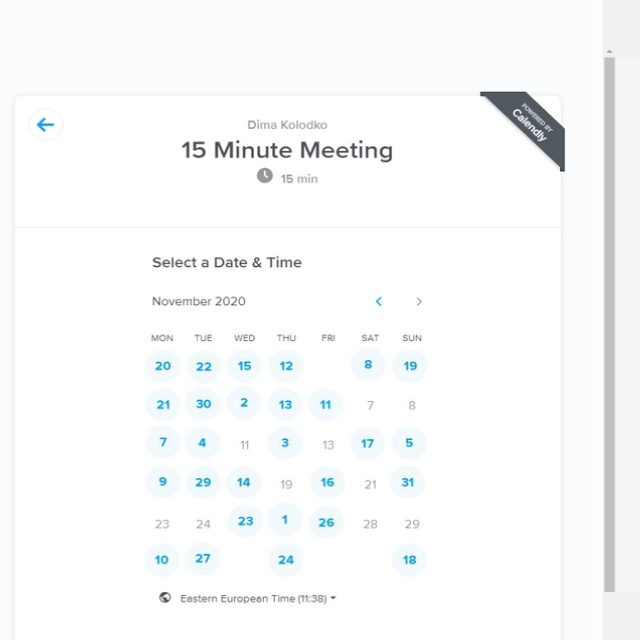 POWERED BY
Calendly
Dima Kolodko
15 Minute Meeting
15 min
Select a Date & Time
November 2020
MON TUE WED THU FRI SAT SUN
20 22 15 12 8 19
21 30 2 13 11 7 8
7 4 11 3 13 17 5
9 29 14 19 16 21 31
23 24 23 1 26 28 29
10 27 24 18
Eastern European Time (11:38)